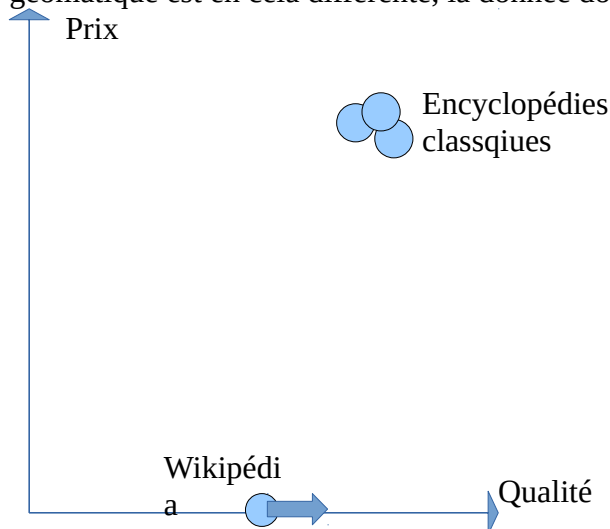 géomatique est en cela différente, la donnée do
Prix
Encyclopédies
classqiues
Wikipédi
a
Qualité